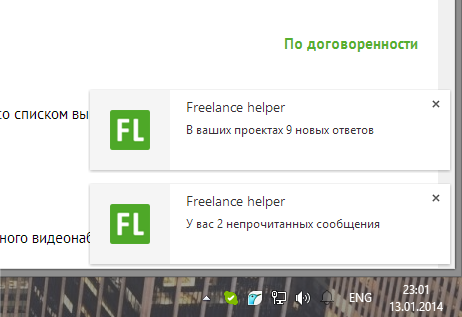 По договоренности
со списком вы
FL
Freelance helper
В ваших проектах 9 новых ответов
FL
Freelance helper
У вас 2 непрочитанных сообщения
ного видеонаб
ENG
23:01
13.01.2014